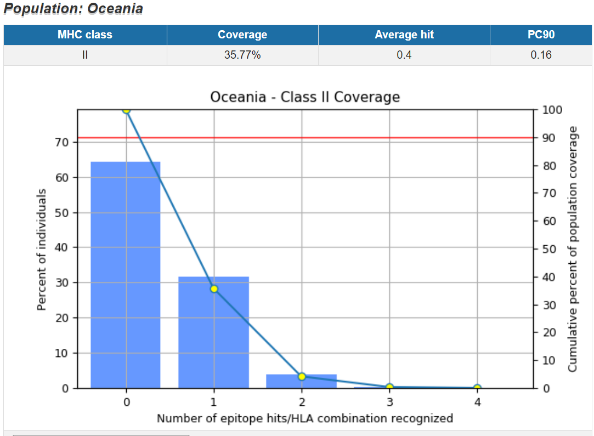 Population: Oceania
MHC class Coverage Average hit PC90
II 35.77% 0.4 0.16
Oceania - Class II Coverage
70
60
50
40
30
20
10
0
Percent of individuals
100
90
80
70
60
50
40
30
20
10
0
Cumulative percent of population coverage
0 1 2 3 4
Number of epitope hits/HLA combination recognized